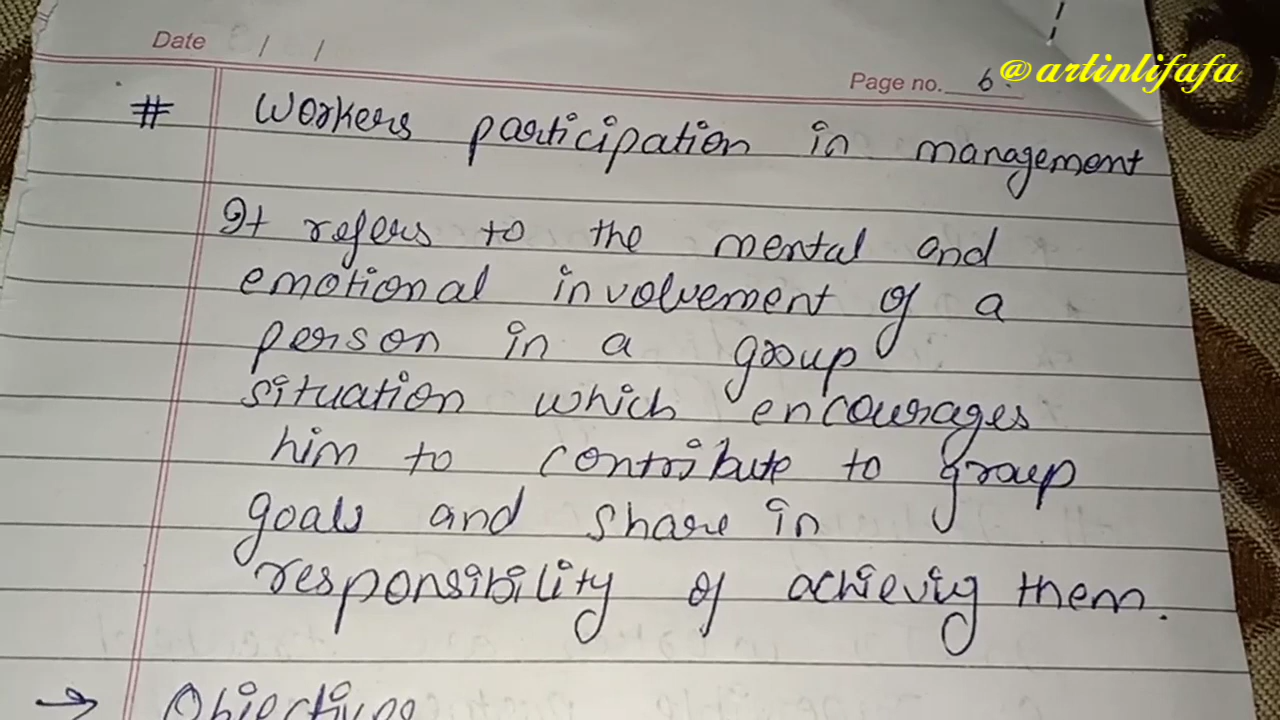 Date / /
@artinlifafa
Page no. 6.
# Workers participation in management
It refers to the mental and
emotional involvement of a
person in a group
situation which encourages
him to contribute to group
goals and share in
responsibility of achievig them.
→ Objectives